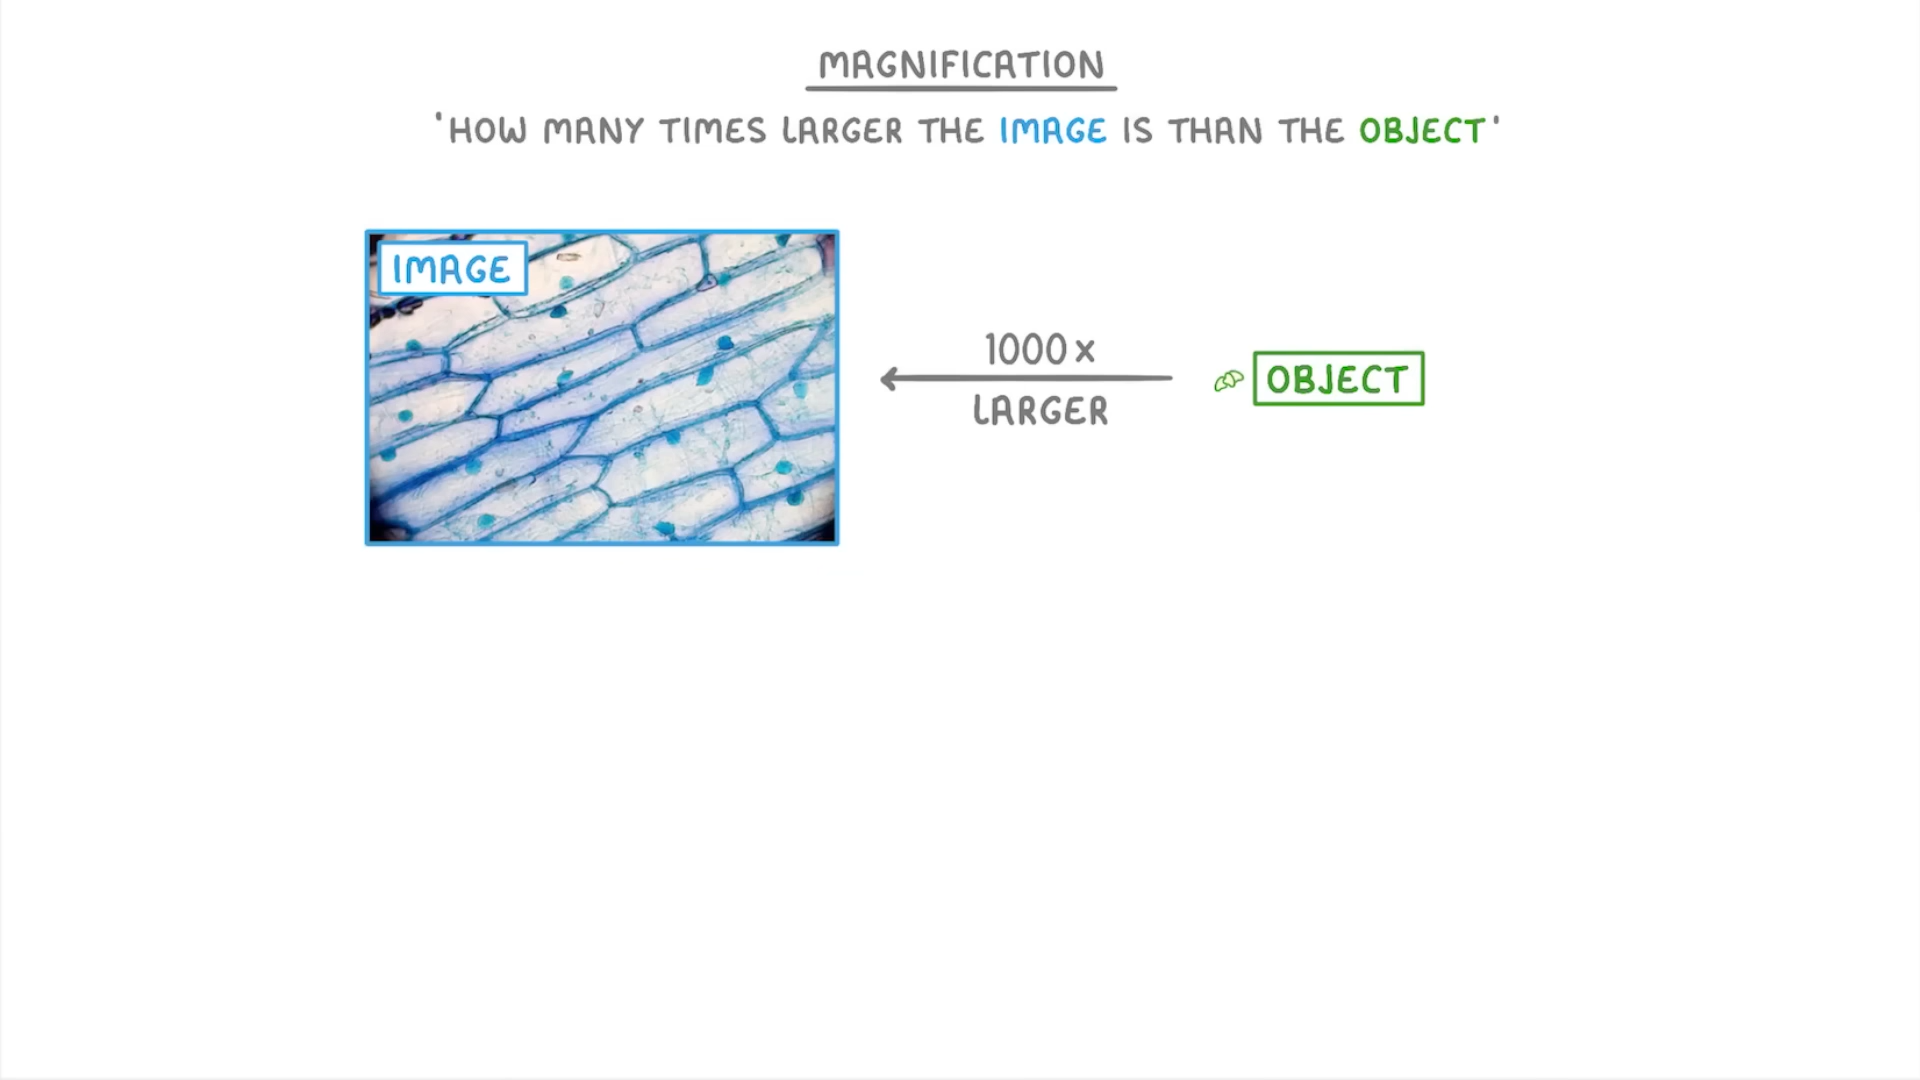 MAGNIFICATION
'HOW MANY TIMES LARGER THE IMAGE IS THAN THE OBJECT'
IMAGE
1000x
LARGER
OBJECT